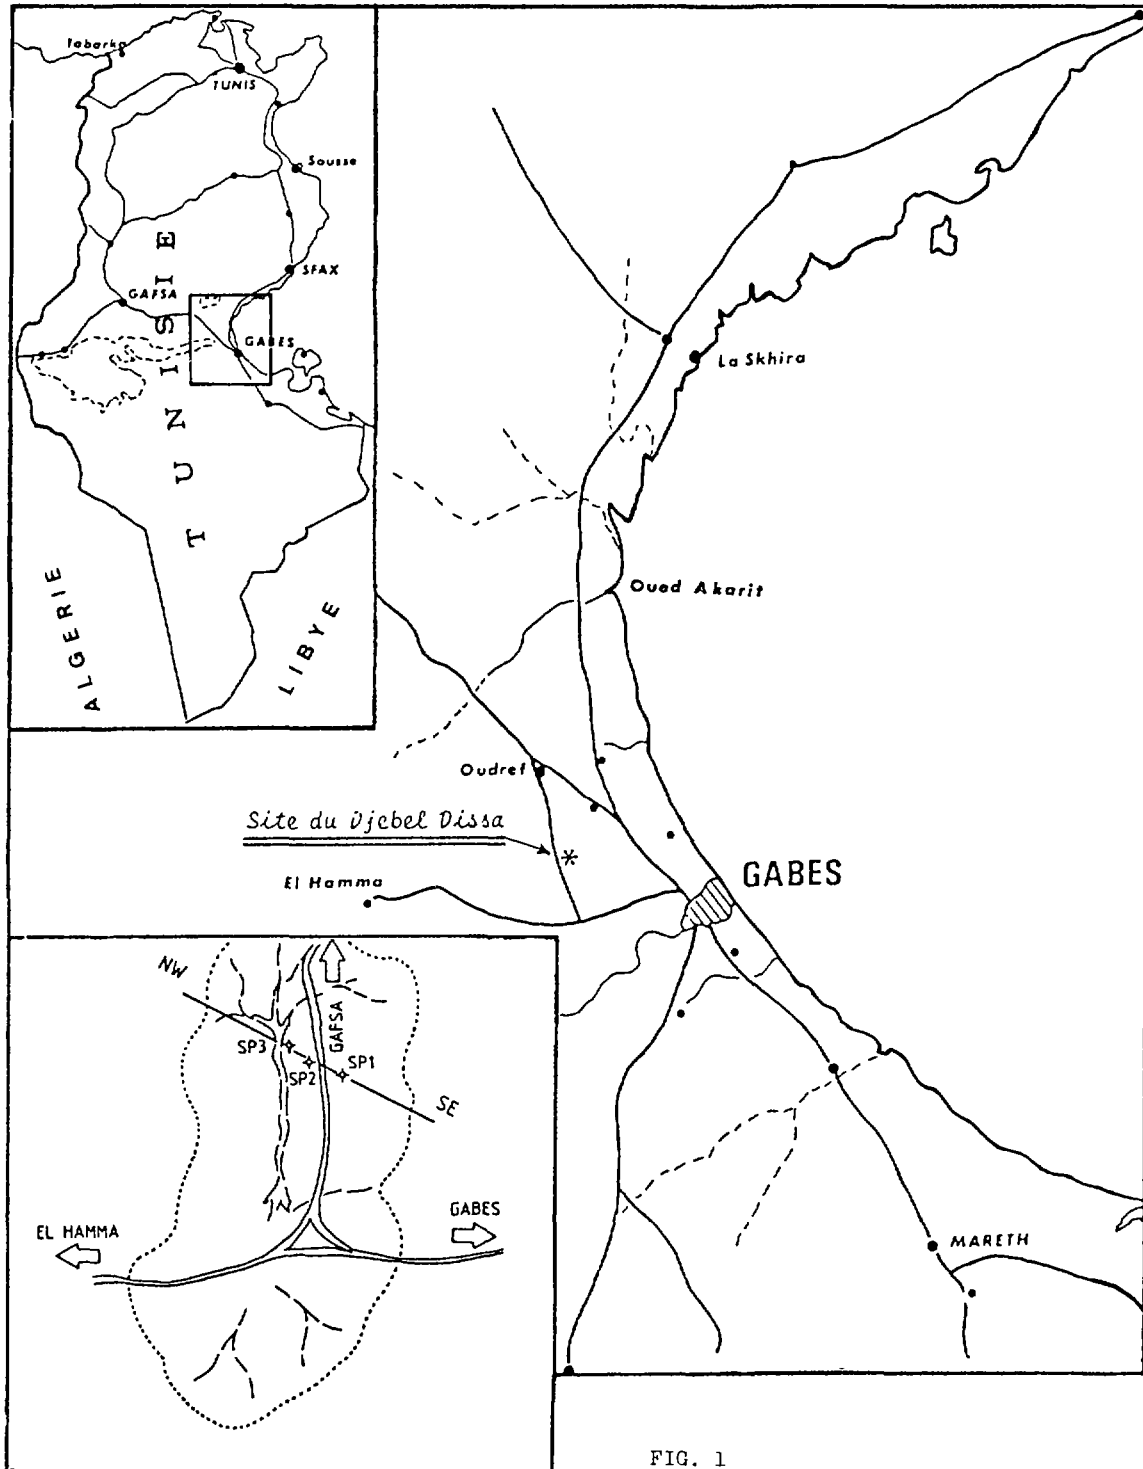 Tabarka
TUNIS
Sousse
SFAX
GAFSA
GABES
TUNISIE
ALGERIE
LIBYE
La Skhira
Oued Akarit
Oudref
Site du Djebel Dissa
El Hamma
GABES
MARETH
NW
GAFSA
SP3
SP2
SP1
SE
EL HAMMA
GABES
FIG. 1